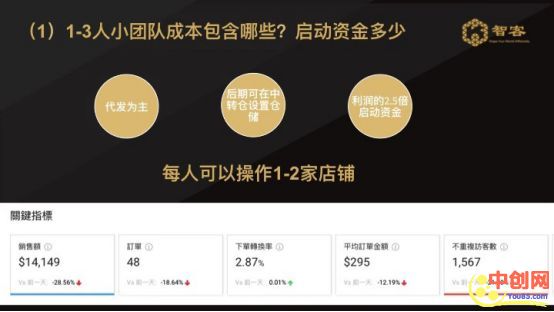 （1）1-3人小团队成本包含哪些？启动资金多少
智客
代发为主
后期可在中
转仓设置仓
储
利润的2.5倍
启动资金
每人可以操作1-2家店铺
關鍵指標
銷售額
訂單
下單轉換率
平均訂單金額
不重複訪客數
$14,149
48
2.87%
$295
1,567
Vs 前一天 -28.56%
Vs 前一天 -18.64%
Vs 前一天 0.01%
Vs 前一天 -12.19%
Vs 前一天
中创网
You85.com